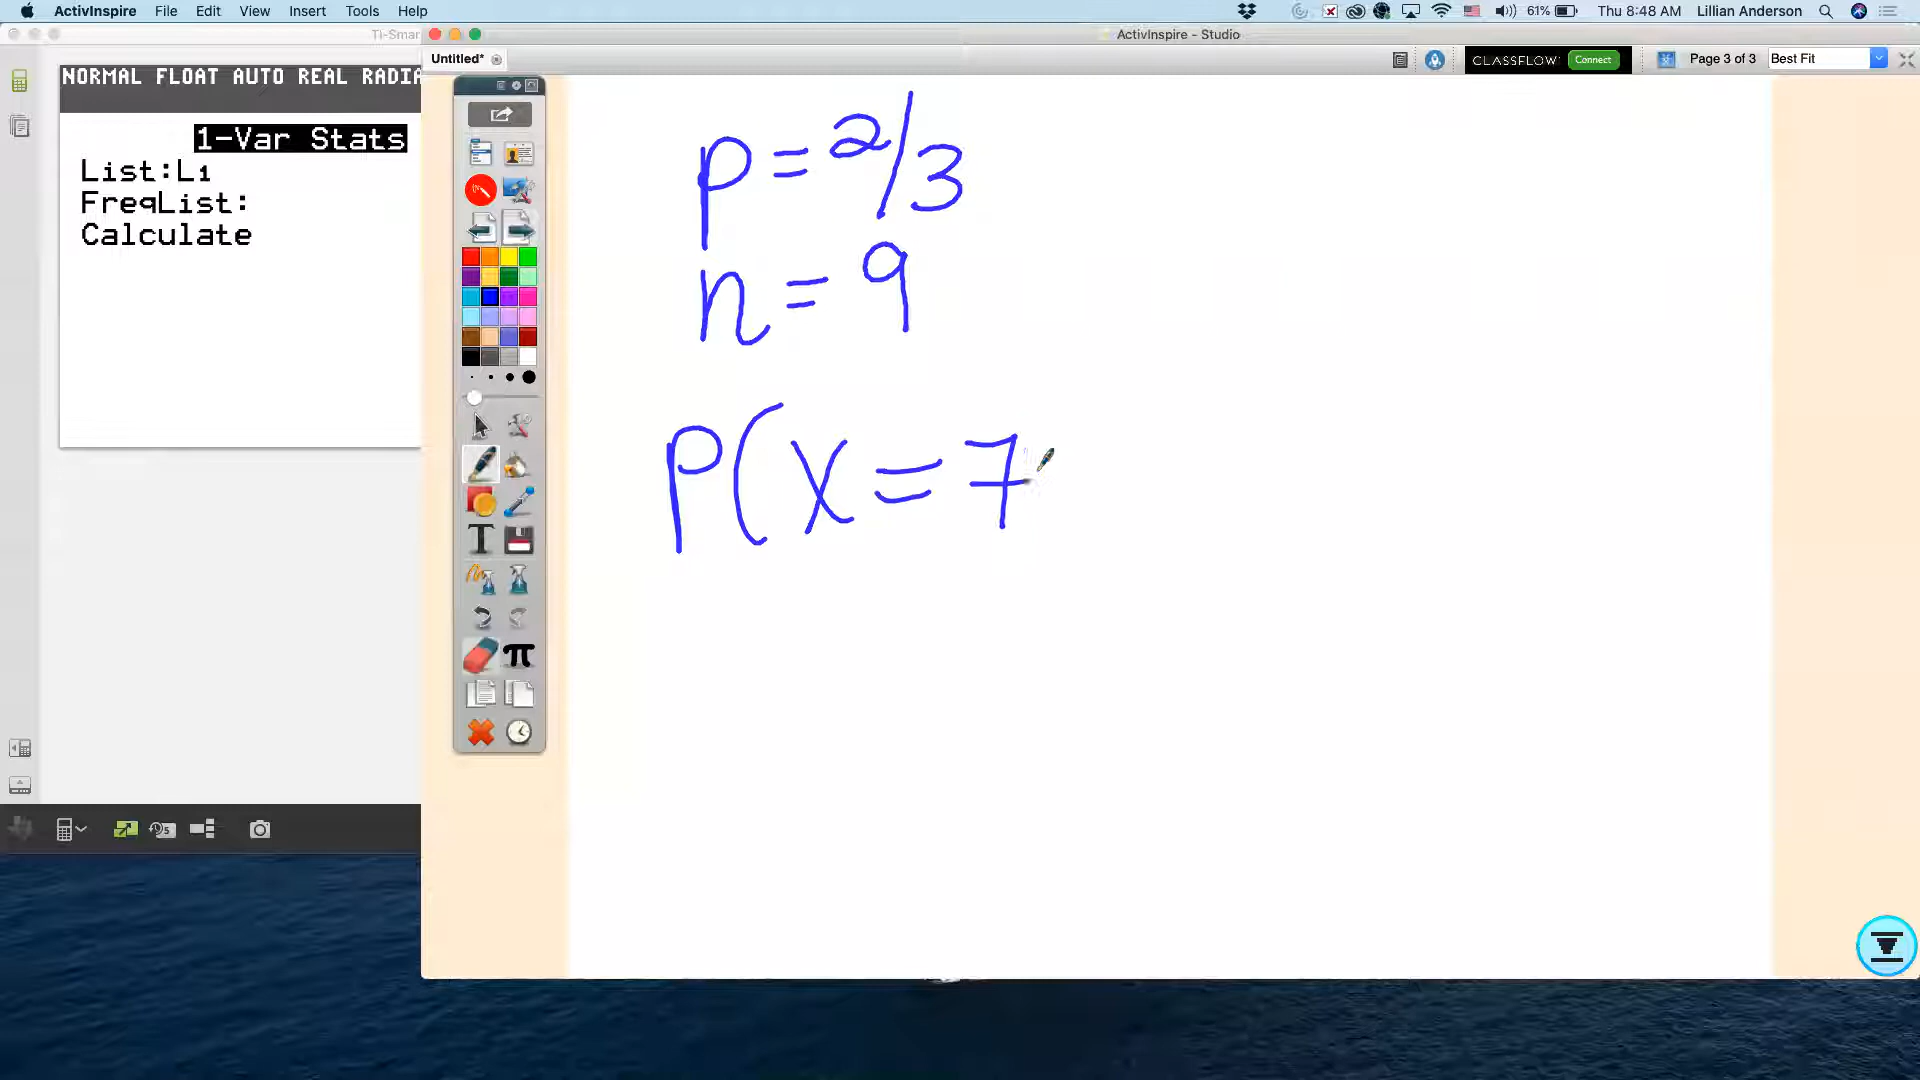 ActivInspire File Edit View Insert Tools Help 61% Thu 8:48 AM Lillian Anderson
Ti-Smar
ActivInspire - Studio
Untitled*
CLASSFLOW Connect Page 3 of 3 Best Fit
NORMAL FLOAT AUTO REAL RADIA
1-Var Stats
List:L1
FreqList:
Calculate
p = 2/3
n = 9
P(x = 7